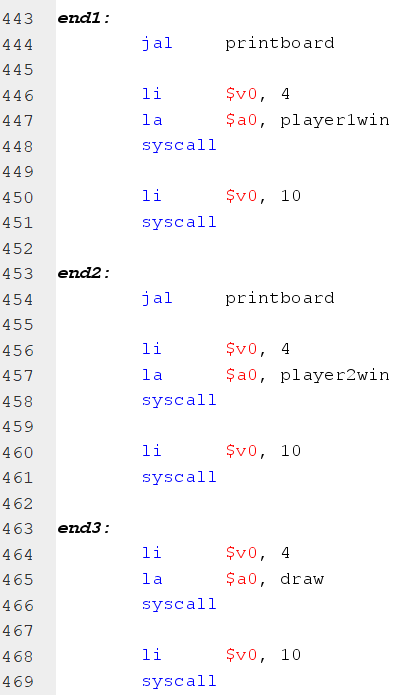 443 end1:
444 jal printboard
445
446 li $v0, 4
447 la $a0, player1win
448 syscall
449
450 li $v0, 10
451 syscall
452
453 end2:
454 jal printboard
455
456 li $v0, 4
457 la $a0, player2win
458 syscall
459
460 li $v0, 10
461 syscall
462
463 end3:
464 li $v0, 4
465 la $a0, draw
466 syscall
467
468 li $v0, 10
469 syscall